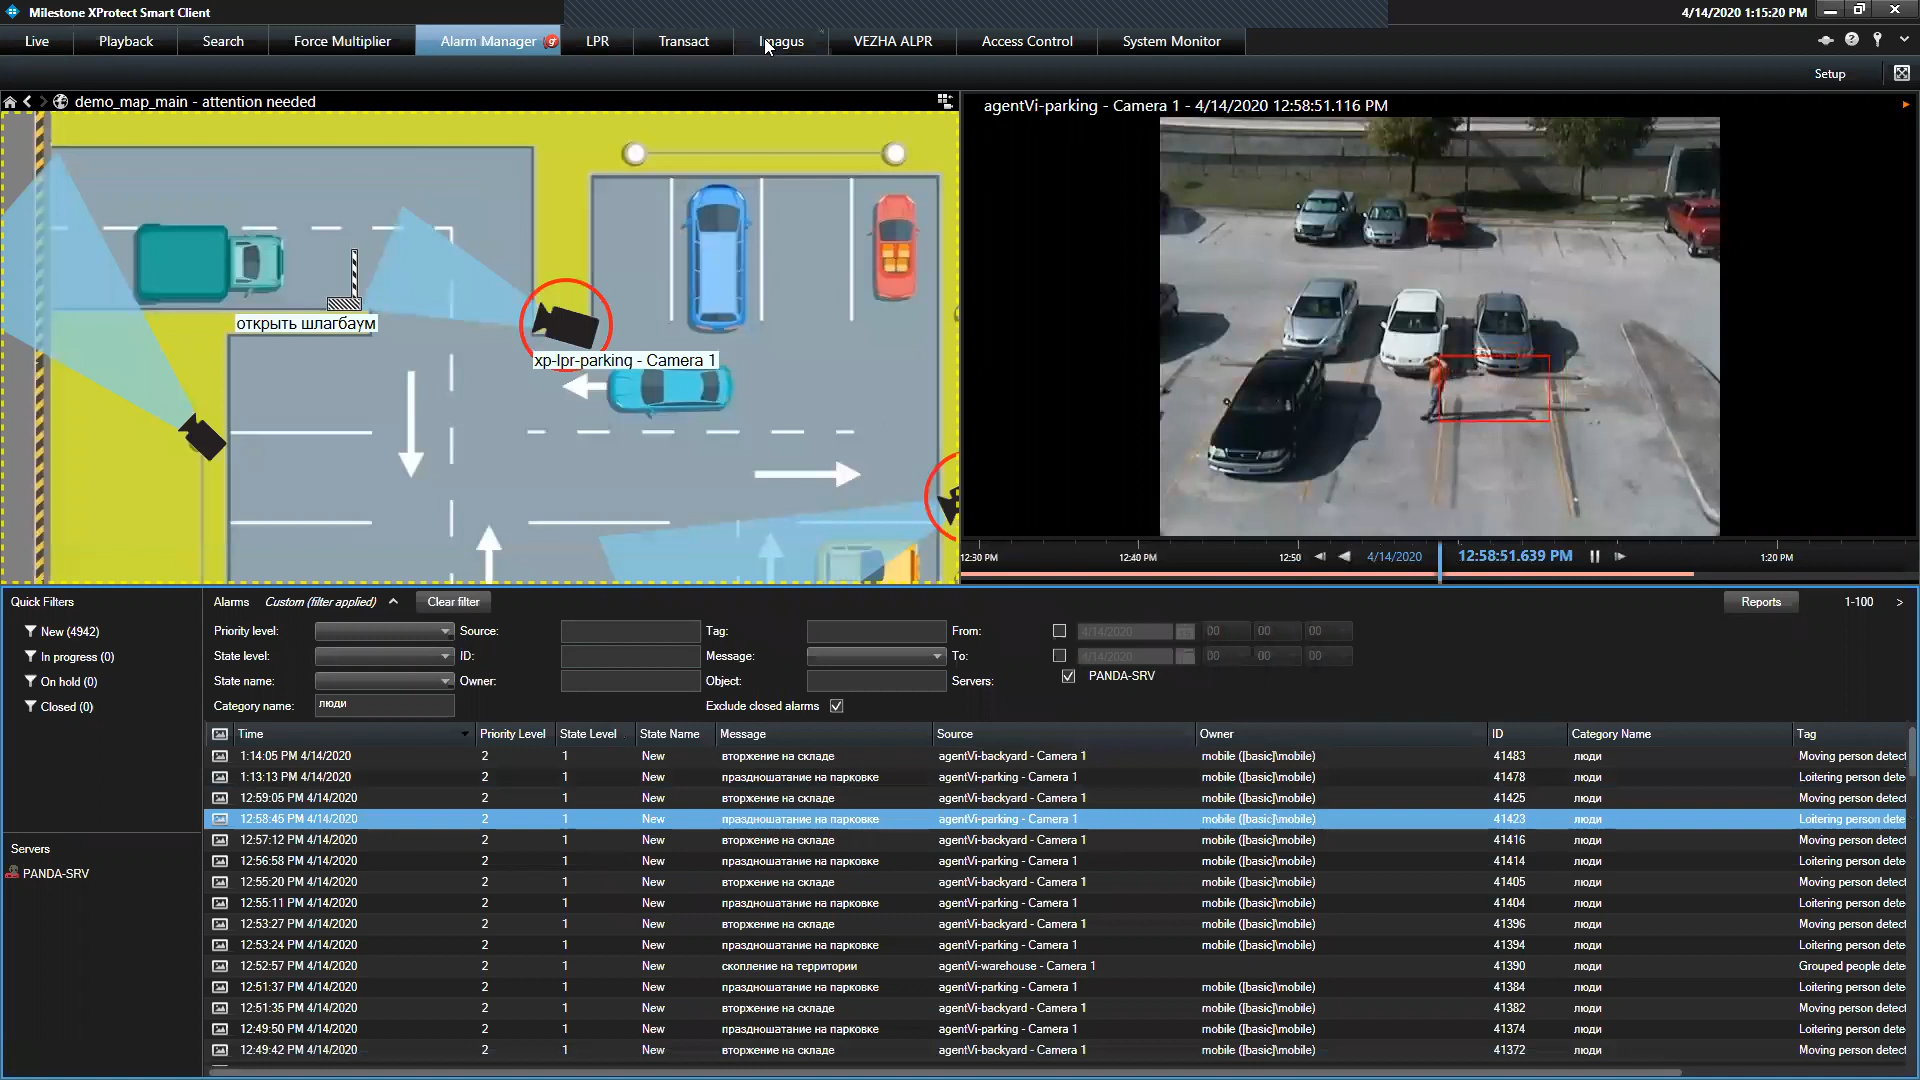 Milestone XProtect Smart Client
4/14/2020 1:15:20 PM
Live Playback Search Force Multiplier Alarm Manager LPR Transact Imagus VEZHA ALPR Access Control System Monitor
Setup
demo_map_main - attention needed
agentVi-parking - Camera 1 - 4/14/2020 12:58:51.116 PM
открыть шлагбаум
xp-lpr-parking - Camera 1
12:30 PM 12:40 PM 12:50 4/14/2020 12:58:51.639 PM 1:20 PM
Quick Filters
New (4942)
In progress (0)
On hold (0)
Closed (0)
Servers
PANDA-SRV
Alarms Custom (filter applied) Clear filter Reports 1-100 >
Priority level: Source: Tag: From: 4/14/2020 00 00 00
State level: ID: Message: To: 4/14/2020 00 00 00
State name: Owner: Object: Servers: PANDA-SRV
Category name: люди Exclude closed alarms
Time Priority Level State Level State Name Message Source Owner ID Category Name Tag
1:14:05 PM 4/14/2020 2 1 New вторжение на складе agentVi-backyard - Camera 1 mobile ([basic]\mobile) 41483 люди Moving person detect
1:13:13 PM 4/14/2020 2 1 New праздношатание на парковке agentVi-parking - Camera 1 mobile ([basic]\mobile) 41478 люди Loitering person dete
12:59:05 PM 4/14/2020 2 1 New вторжение на складе agentVi-backyard - Camera 1 mobile ([basic]\mobile) 41425 люди Moving person detect
12:58:45 PM 4/14/2020 2 1 New праздношатание на парковке agentVi-parking - Camera 1 mobile ([basic]\mobile) 41423 люди Loitering person dete
12:57:12 PM 4/14/2020 2 1 New вторжение на складе agentVi-backyard - Camera 1 mobile ([basic]\mobile) 41416 люди Moving person detect
12:56:58 PM 4/14/2020 2 1 New праздношатание на парковке agentVi-parking - Camera 1 mobile ([basic]\mobile) 41414 люди Loitering person dete
12:55:20 PM 4/14/2020 2 1 New вторжение на складе agentVi-backyard - Camera 1 mobile ([basic]\mobile) 41405 люди Moving person detect
12:55:11 PM 4/14/2020 2 1 New праздношатание на парковке agentVi-parking - Camera 1 mobile ([basic]\mobile) 41404 люди Loitering person dete
12:53:27 PM 4/14/2020 2 1 New вторжение на складе agentVi-backyard - Camera 1 mobile ([basic]\mobile) 41396 люди Moving person detect
12:53:24 PM 4/14/2020 2 1 New праздношатание на парковке agentVi-parking - Camera 1 mobile ([basic]\mobile) 41394 люди Loitering person dete
12:52:57 PM 4/14/2020 2 1 New скопление на территории agentVi-warehouse - Camera 1 41390 люди Grouped people dete
12:51:37 PM 4/14/2020 2 1 New праздношатание на парковке agentVi-parking - Camera 1 mobile ([basic]\mobile) 41384 люди Loitering person dete
12:51:35 PM 4/14/2020 2 1 New вторжение на складе agentVi-backyard - Camera 1 mobile ([basic]\mobile) 41382 люди Moving person detect
12:49:50 PM 4/14/2020 2 1 New праздношатание на парковке agentVi-parking - Camera 1 mobile ([basic]\mobile) 41374 люди Loitering person dete
12:49:42 PM 4/14/2020 2 1 New вторжение на складе agentVi-backyard - Camera 1 mobile ([basic]\mobile) 41372 люди Moving person detect